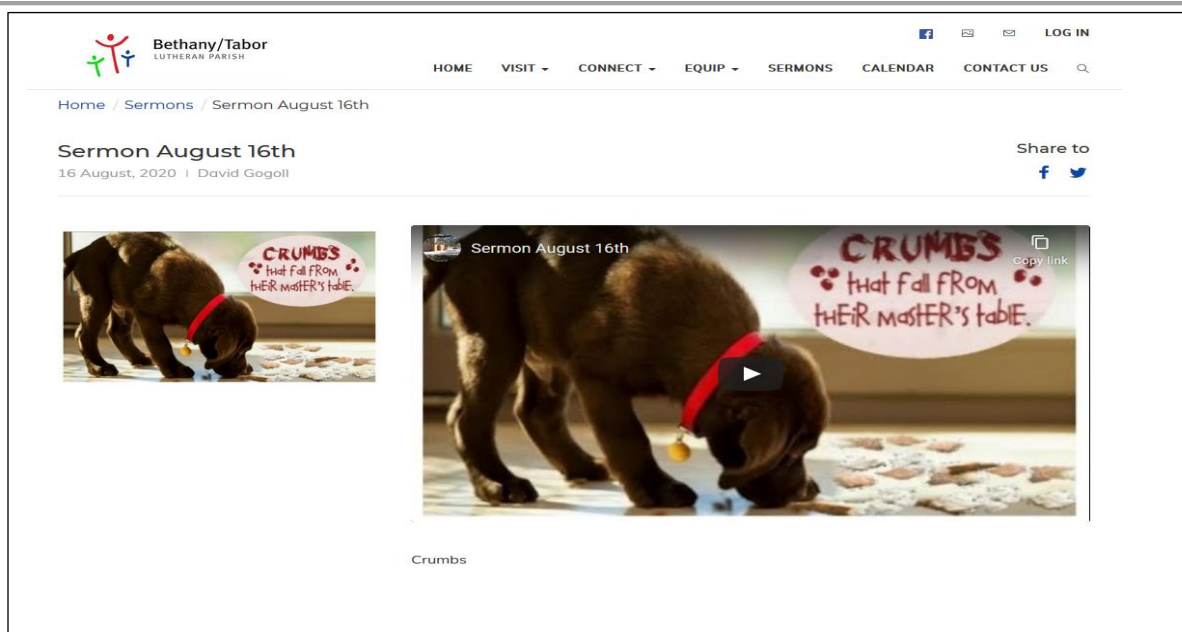 Bethany/Tabor
LUTHERAN PARISH
LOG IN
HOME VISIT CONNECT EQUIP SERMONS CALENDAR CONTACT US
Home / Sermons / Sermon August 16th
Sermon August 16th
16 August, 2020 | David Gogoll
Share to
CRUMBS
that fall fRom
thEiR mastER's tablE.
Sermon August 16th
Copy link
CRUMBS
that fall fRom
thEiR mastER's tablE.
Crumbs